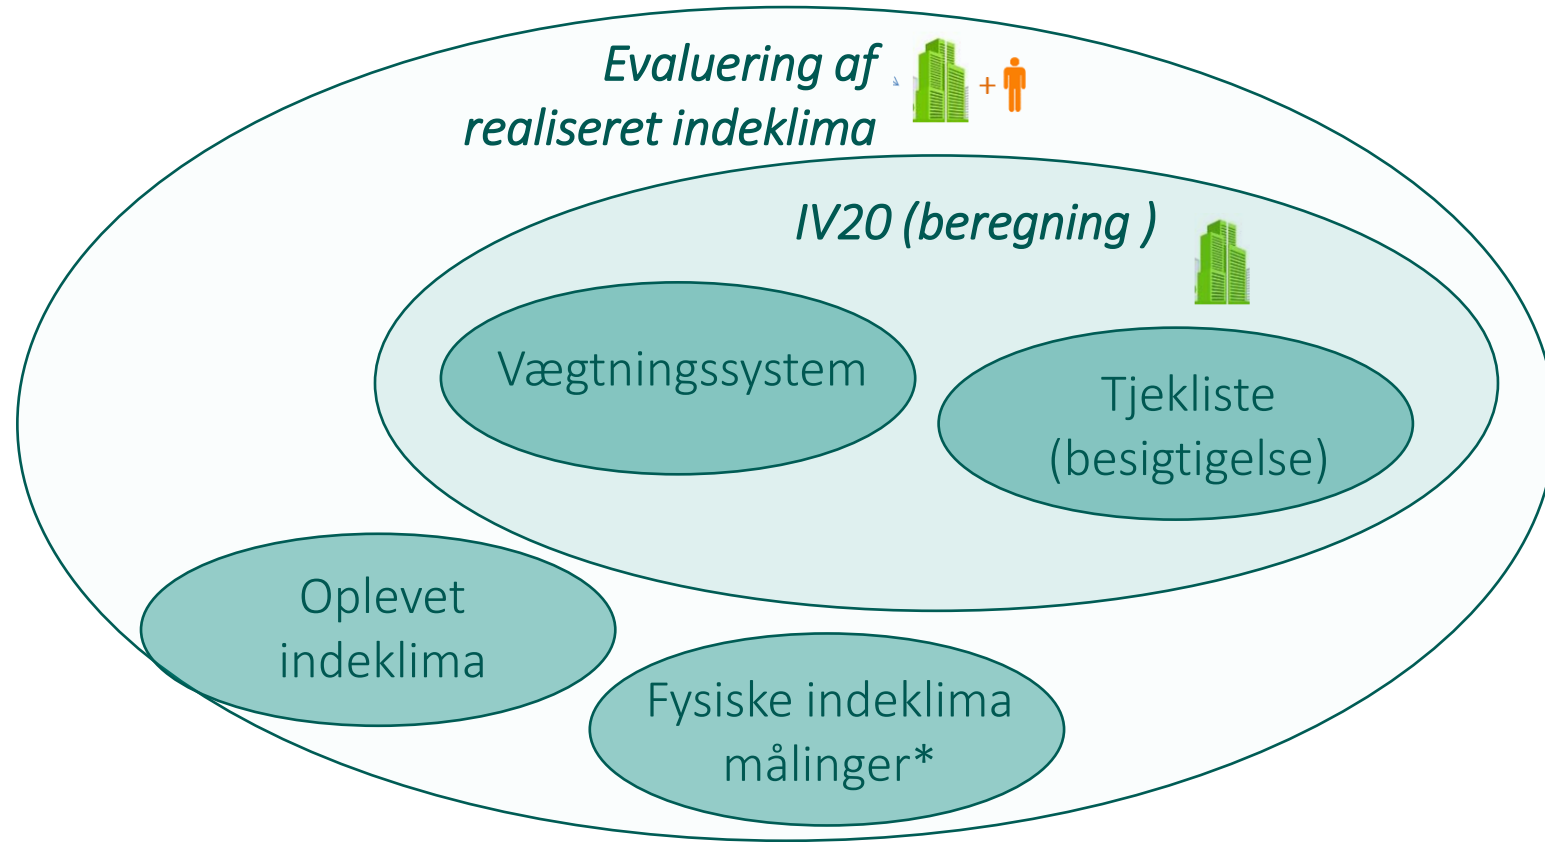 Evaluering af
realiseret indeklima
+
IV20 (beregning )
Vægtningssystem
Tjekliste
(besigtigelse)
Oplevet
indeklima
Fysiske indeklima
målinger*